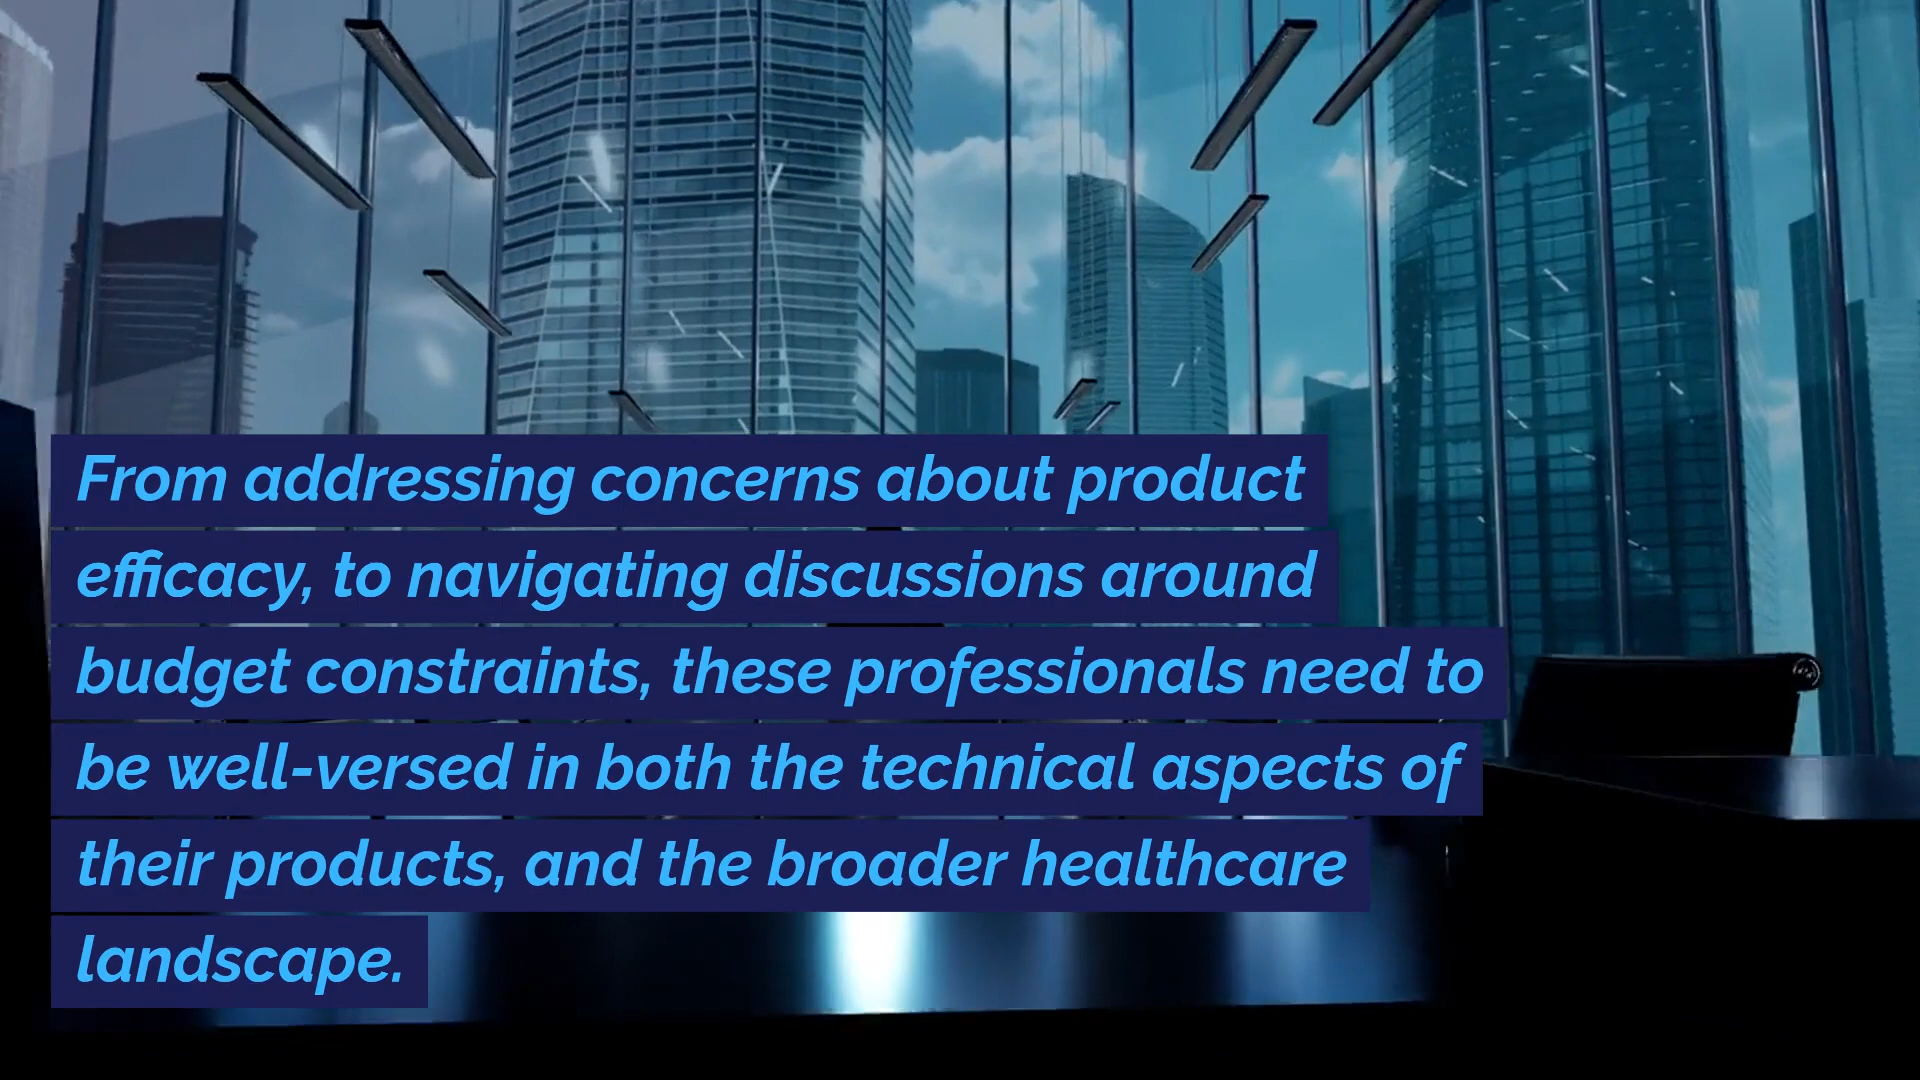 From addressing concerns about product
efficacy, to navigating discussions around
budget constraints, these professionals need to
be well-versed in both the technical aspects of
their products, and the broader healthcare
landscape.